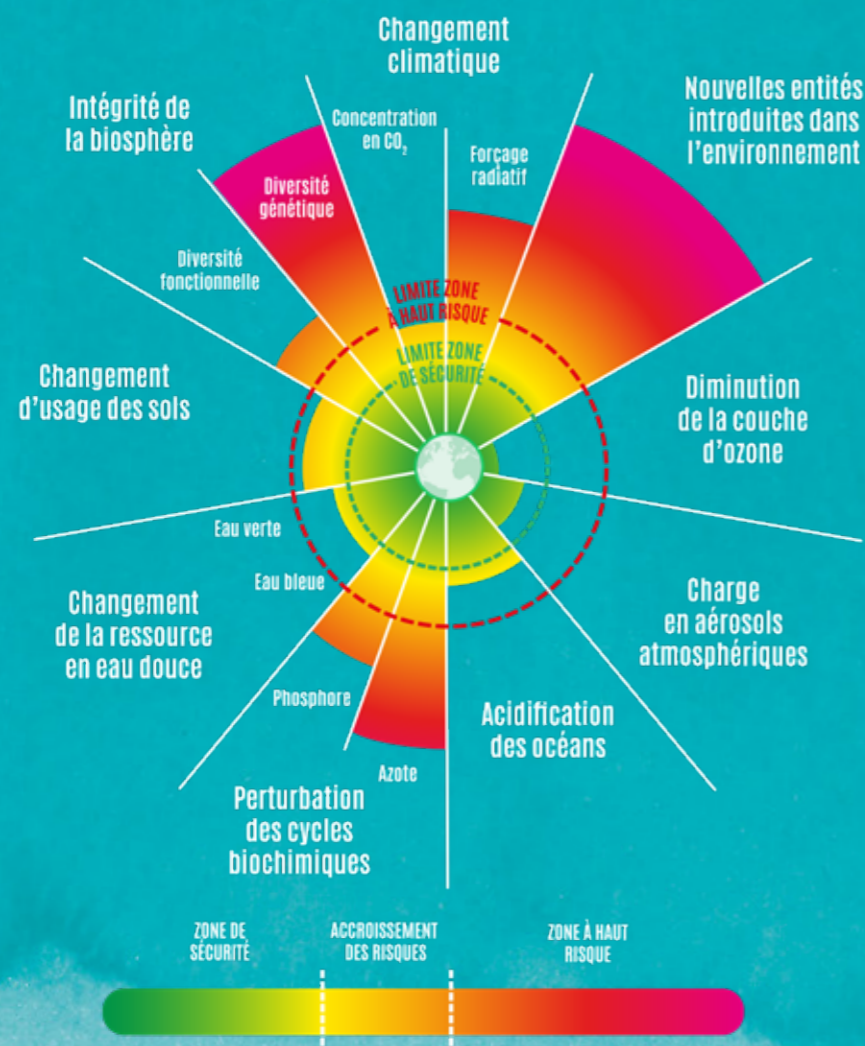 Changement
climatique
Nouvelles entités
introduites dans
l'environnement
Intégrité de
la biosphère
Concentration
en CO₂
Forçage
radiatif
Diversité
génétique
Diversité
fonctionnelle
LIMITE ZONE
À HAUT RISQUE
LIMITE ZONE
DE SÉCURITÉ
Changement
d'usage des sols
Diminution
de la couche
d'ozone
Eau verte
Eau bleue
Changement
de la ressource
en eau douce
Charge
en aérosols
atmosphériques
Phosphore
Acidification
des océans
Azote
Perturbation
des cycles
biochimiques
ZONE DE
SÉCURITÉ
ACCROISSEMENT
DES RISQUES
ZONE À HAUT
RISQUE